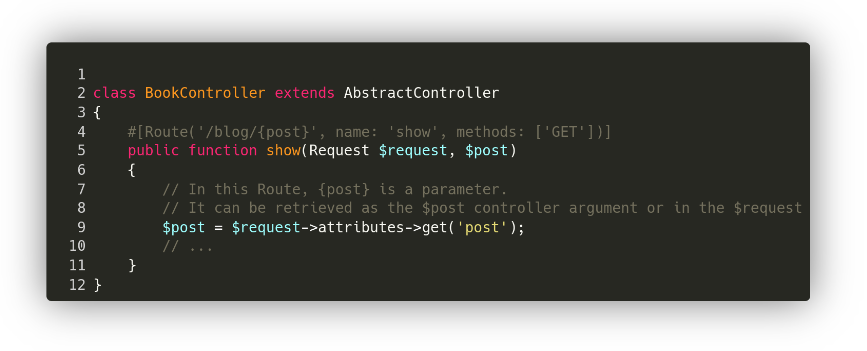 1
2 class BookController extends AbstractController
3 {
4     #[Route('/blog/{post}', name: 'show', methods: ['GET'])]
5     public function show(Request $request, $post)
6     {
7         // In this Route, {post} is a parameter.
8         // It can be retrieved as the $post controller argument or in the $request
9         $post = $request->attributes->get('post');
10         // ...
11     }
12 }